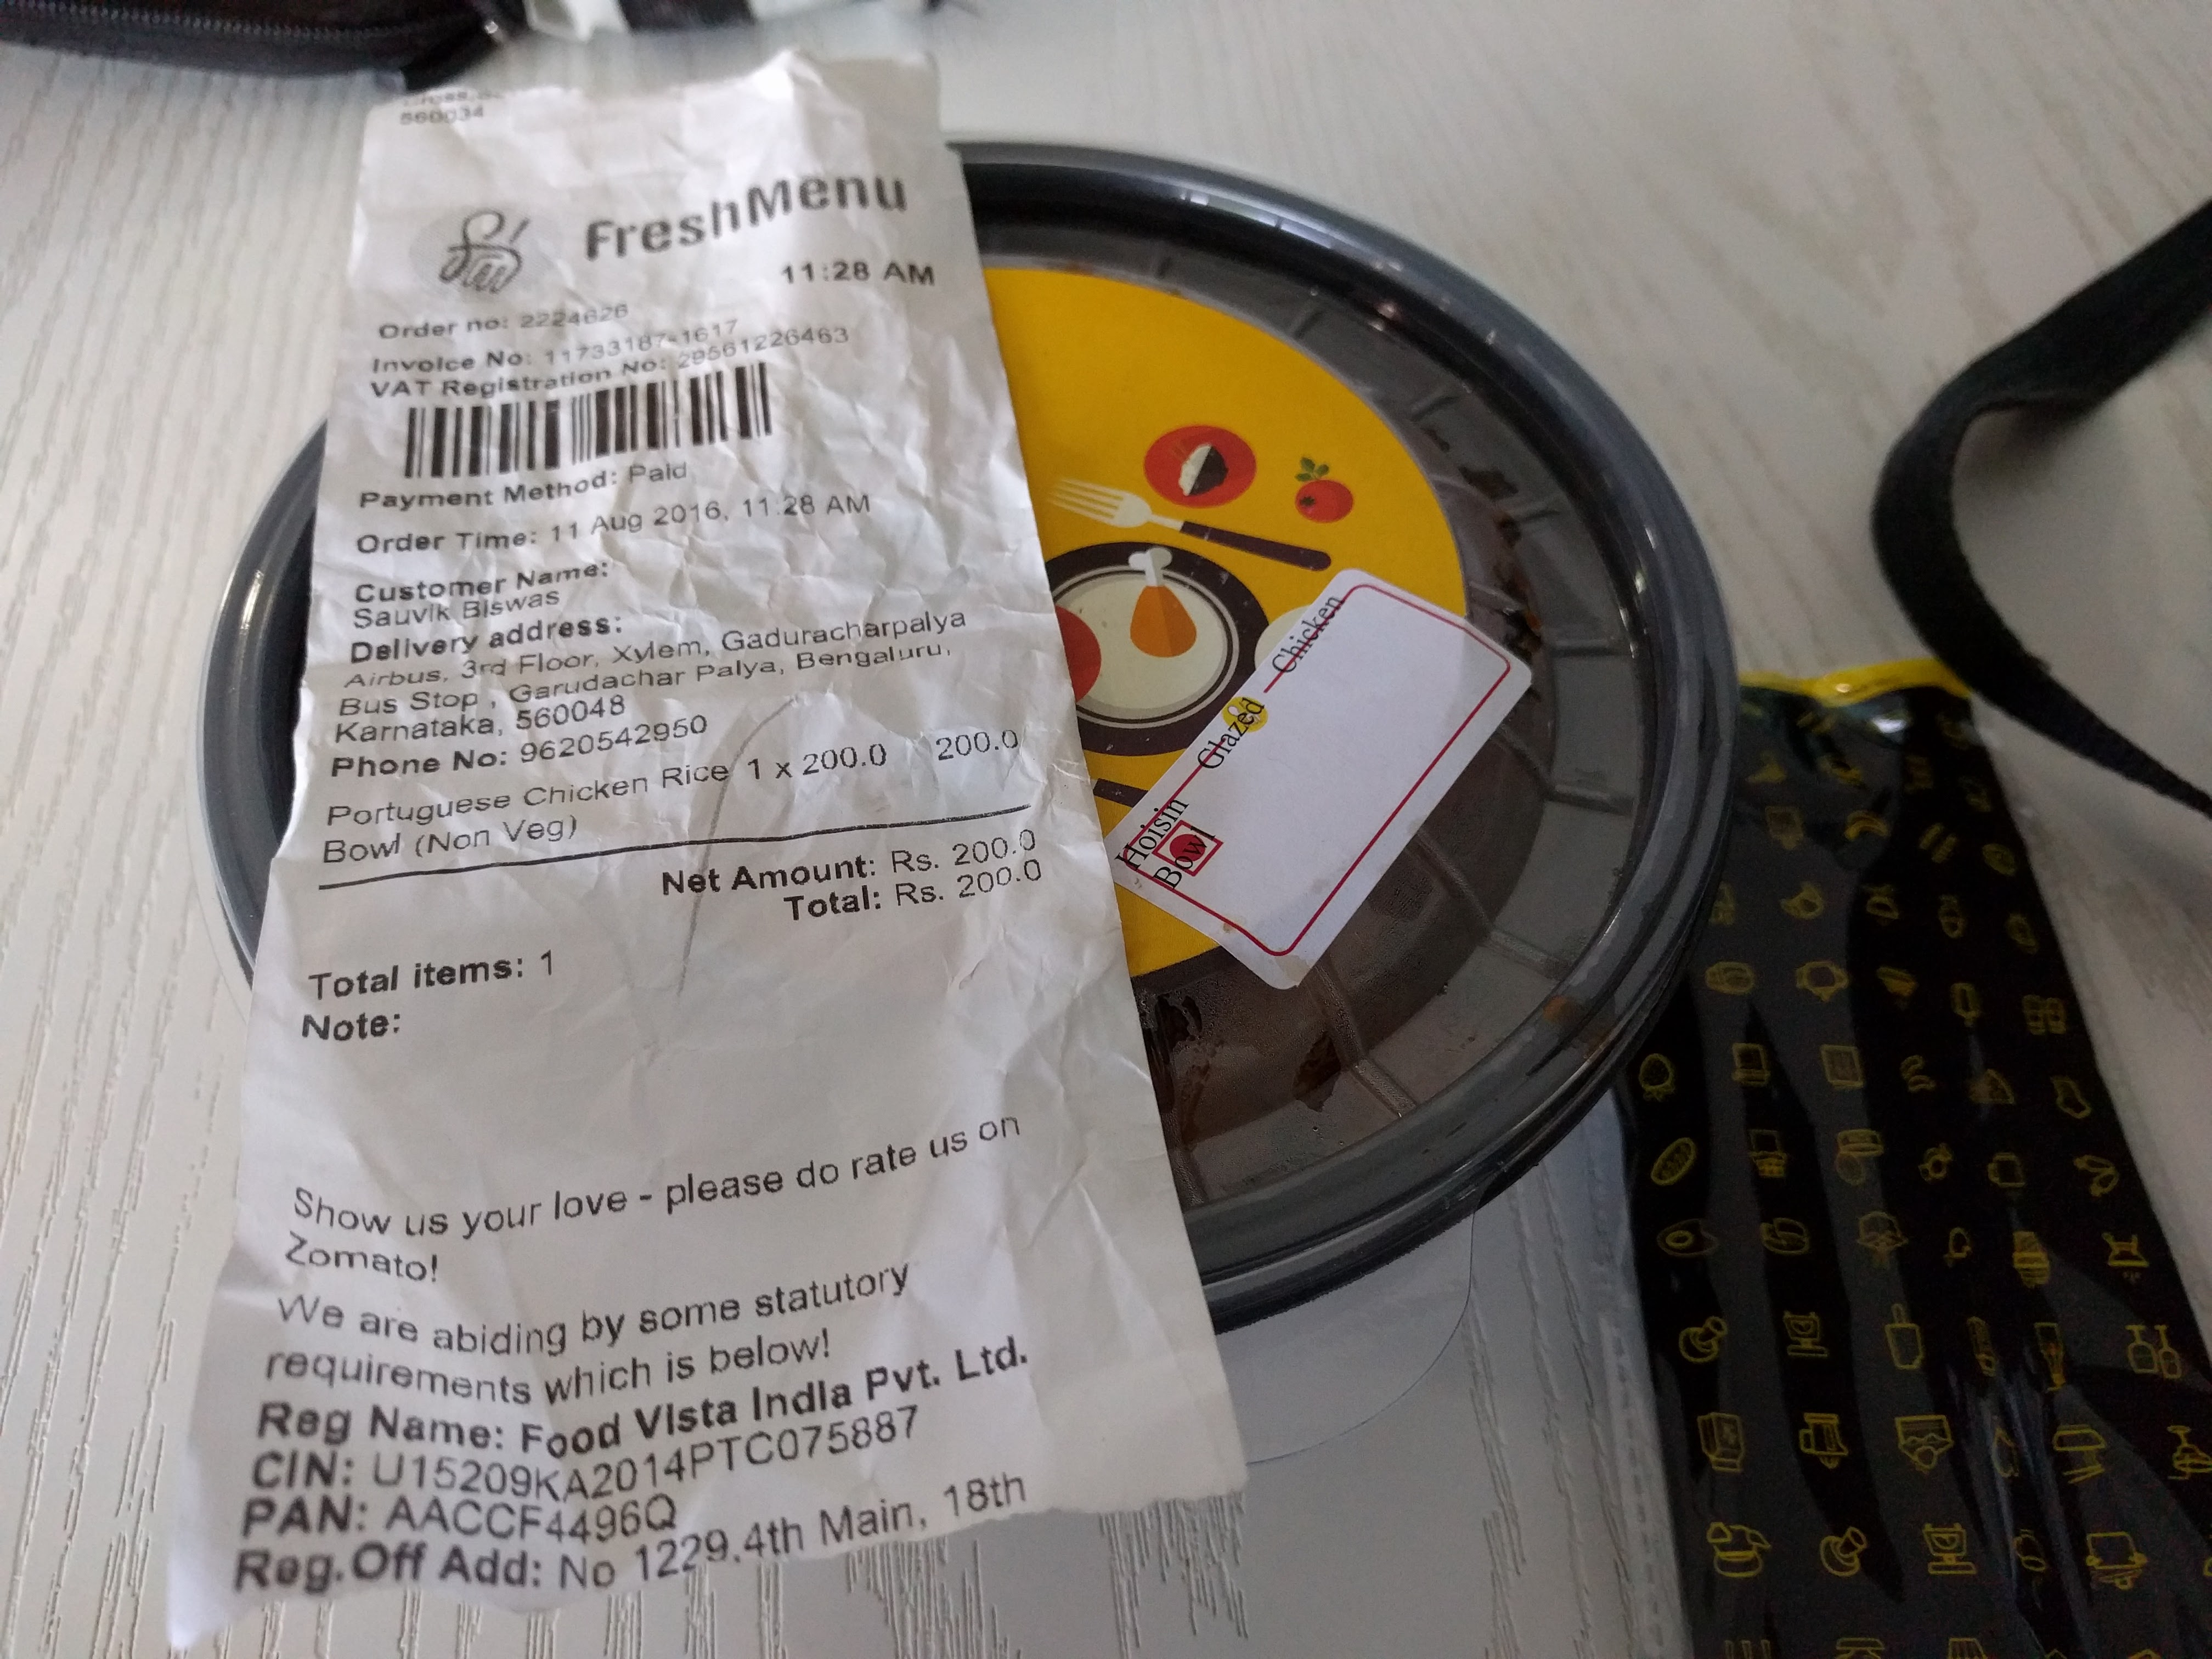 560034
FreshMenu
11:28 AM
Order no: 2224626
Invoice No: 11733187-1617
VAT Registration No: 29561226463
Payment Method: Paid
Order Time: 11 Aug 2016, 11:28 AM
Customer Name:
Sauvik Biswas
Delivery address:
Airbus, 3rd Floor, Xylem, Gaduracharpalya
Bus Stop , Garudachar Palya, Bengaluru,
Karnataka, 560048
Phone No: 9620542950
Portuguese Chicken Rice 1 x 200.0 200.0
Bowl (Non Veg)
Net Amount: Rs. 200.0
Total: Rs. 200.0
Total items: 1
Note:
Show us your love - please do rate us on
Zomato!
We are abiding by some statutory
requirements which is below!
Reg Name: Food Vista India Pvt. Ltd.
CIN: U15209KA2014PTC075887
PAN: AACCF4496Q
Reg.Off Add: No 1229,4th Main, 18th
Hoisin Glazed Chicken
Bowl